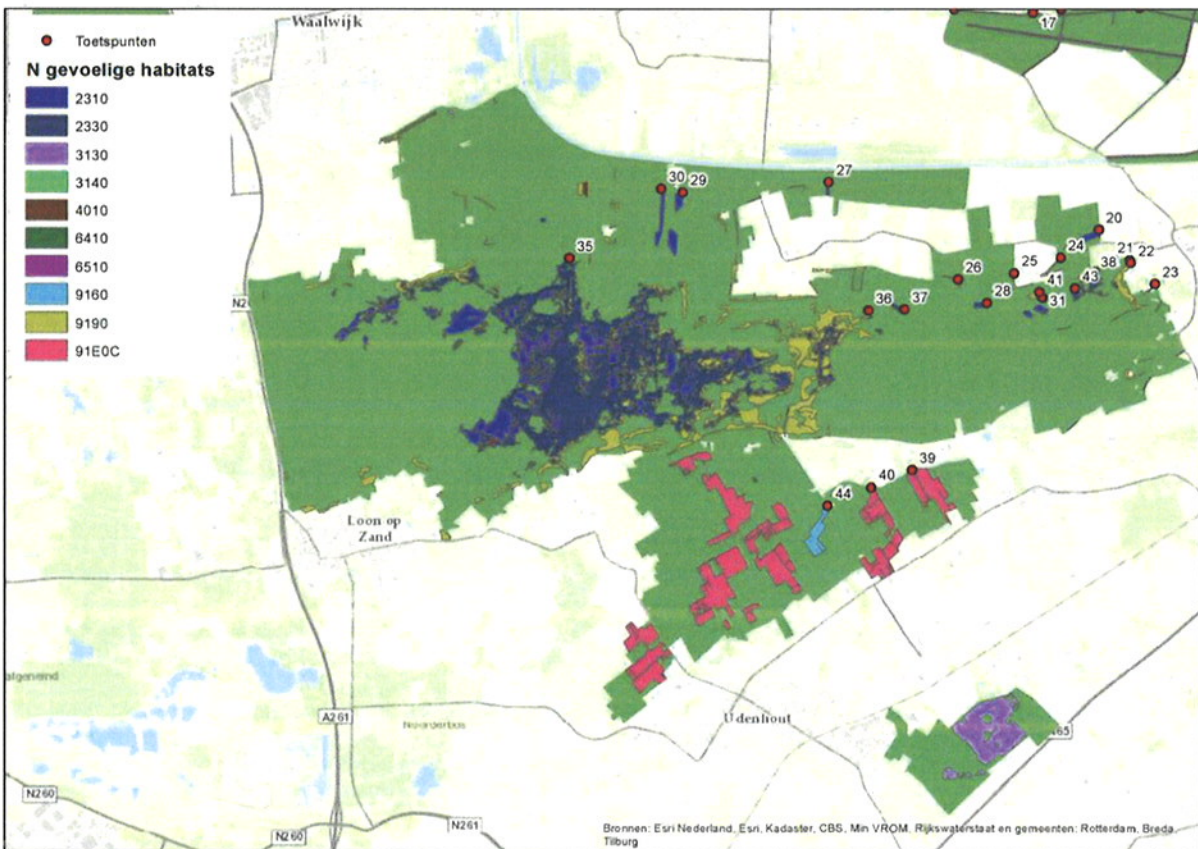 Waalwijk
Toetspunten
N gevoelige habitats
2310
2330
3130
3140
4010
6410
6510
9160
9190
91E0C
17
30
29
27
20
35
24
21
22
25
38
23
26
41
43
28
31
36
37
39
40
44
Loon op
Zand
A261
Udenhout
N260
N260
N261
Bronnen: Esri Nederland, Esri, Kadaster, CBS, Min VROM, Rijkswaterstaat en gemeenten: Rotterdam, Breda,
Tilburg